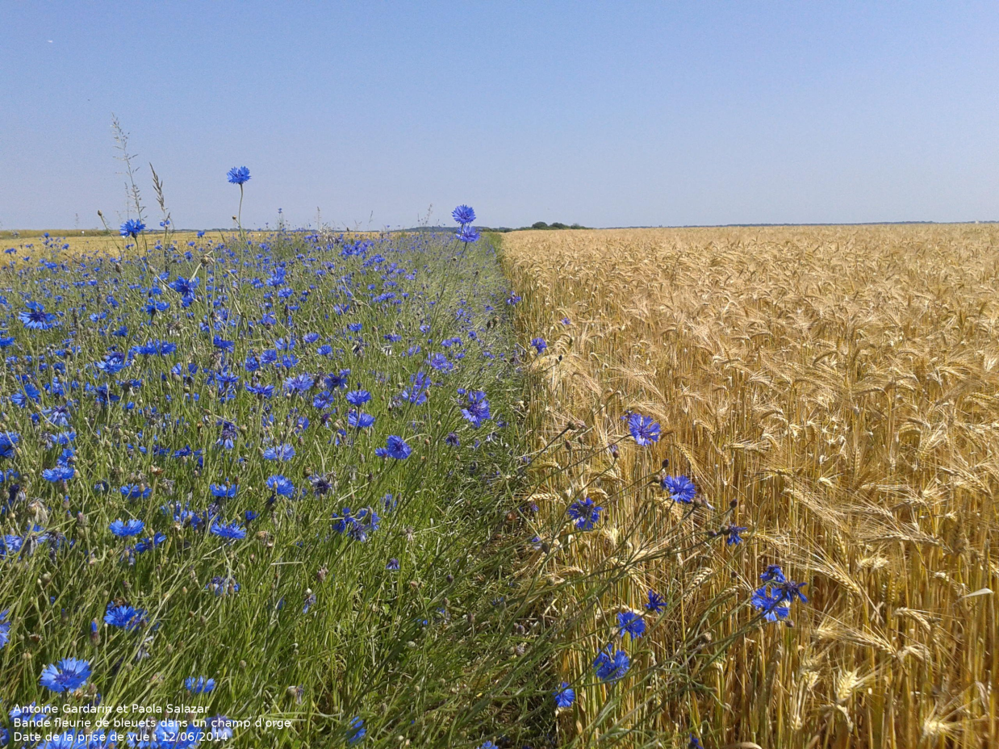 Antoine Gardarin et Paola Salazar
Bande fleurie de bleuets dans un champ d'orge
Date de la prise de vue : 12/06/2014